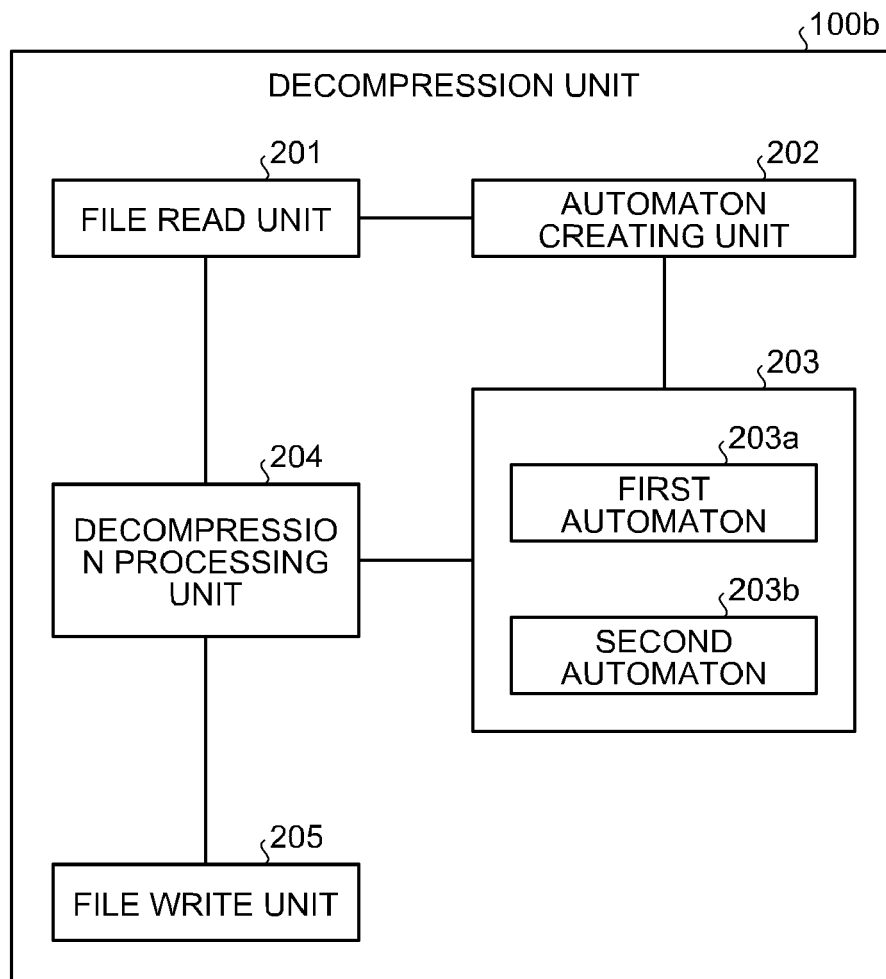 100b
DECOMPRESSION UNIT
201
FILE READ UNIT
202
AUTOMATON
CREATING UNIT
203
203a
FIRST
AUTOMATON
204
DECOMPRESSIO
N PROCESSING
UNIT
203b
SECOND
AUTOMATON
205
FILE WRITE UNIT